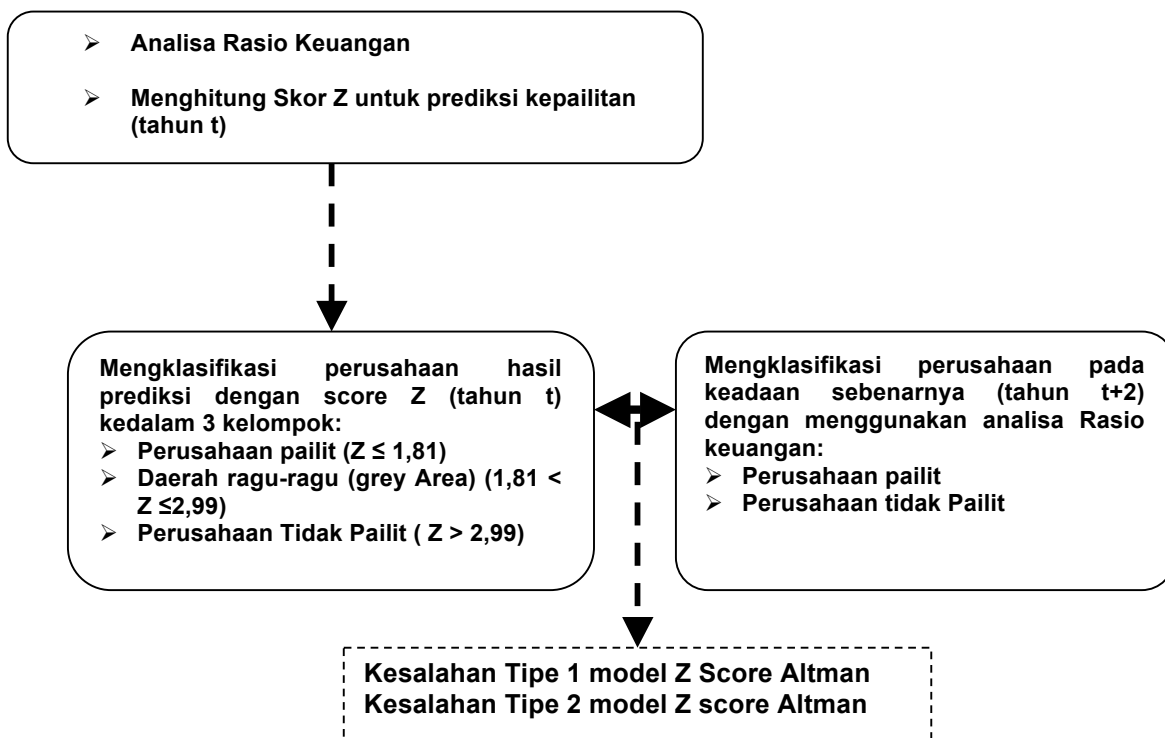 ➢ Analisa Rasio Keuangan
➢ Menghitung Skor Z untuk prediksi kepailitan
(tahun t)
Mengklasifikasi perusahaan hasil
prediksi dengan score Z (tahun t)
kedalam 3 kelompok:
➢ Perusahaan pailit (Z ≤ 1,81)
➢ Daerah ragu-ragu (grey Area) (1,81 <
Z ≤2,99)
➢ Perusahaan Tidak Pailit ( Z > 2,99)
Mengklasifikasi perusahaan pada
keadaan sebenarnya (tahun t+2)
dengan menggunakan analisa Rasio
keuangan:
➢ Perusahaan pailit
➢ Perusahaan tidak Pailit
Kesalahan Tipe 1 model Z Score Altman
Kesalahan Tipe 2 model Z score Altman